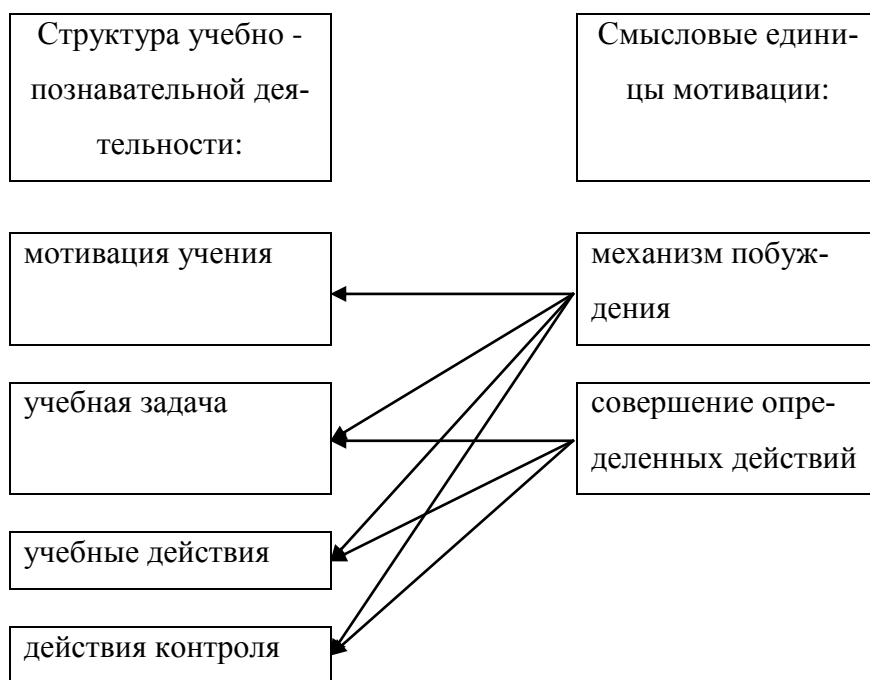 Структура учебно -
познавательной дея-
тельности:
Смысловые едини-
цы мотивации:
мотивация учения
механизм побуж-
дения
учебная задача
совершение опре-
деленных действий
учебные действия
действия контроля